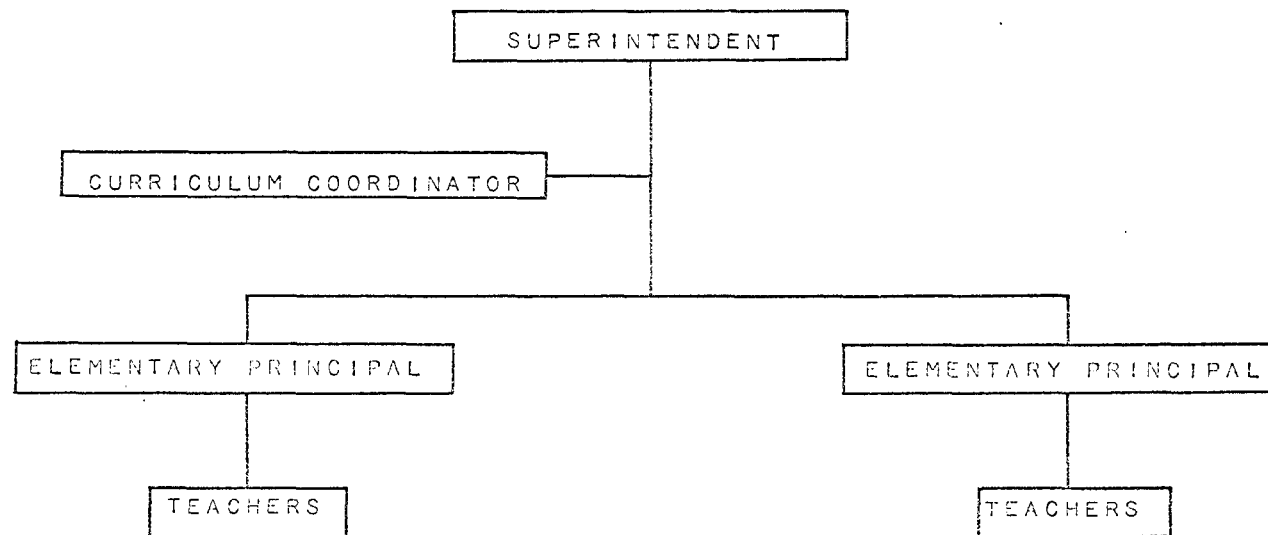 SUPERINTENDENT
CURRICULUM COORDINATOR
ELEMENTARY PRINCIPAL
ELEMENTARY PRINCIPAL
TEACHERS
TEACHERS